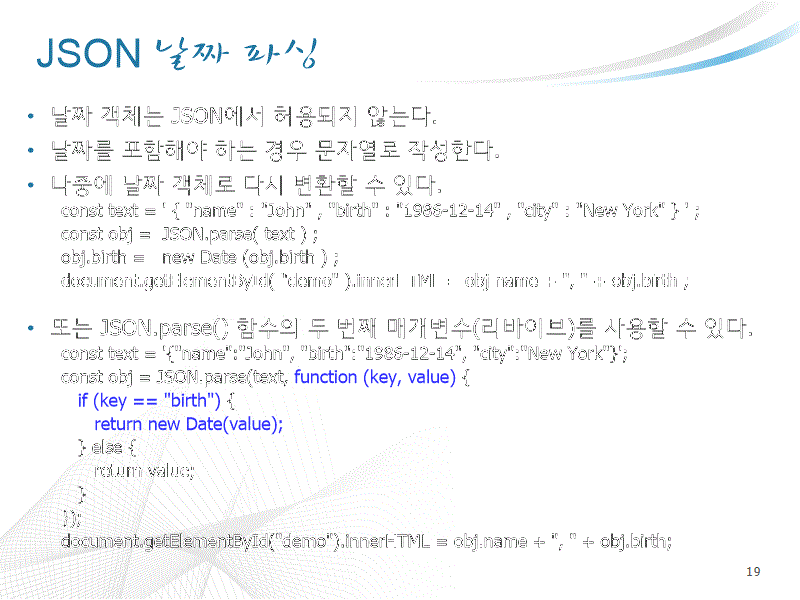 JSON 날짜 파싱
• 날짜 객체는 JSON에서 허용되지 않는다.
• 날짜를 포함해야 하는 경우 문자열로 작성한다.
• 나중에 날짜 객체로 다시 변환할 수 있다.
const text = ' { "name" : "John" , "birth" : "1986-12-14" , "city" : "New York" } ' ;
const obj = JSON.parse( text ) ;
obj.birth = new Date (obj.birth ) ;
document.getElementById( "demo" ).innerHTML = obj.name + ", " + obj.birth ;
• 또는 JSON.parse() 함수의 두 번째 매개변수(리바이브)를 사용할 수 있다.
const text = '{"name":"John", "birth":"1986-12-14", "city":"New York"}';
const obj = JSON.parse(text, function (key, value) {
if (key == "birth") {
return new Date(value);
} else {
return value;
}
});
document.getElementById("demo").innerHTML = obj.name + ", " + obj.birth;
19